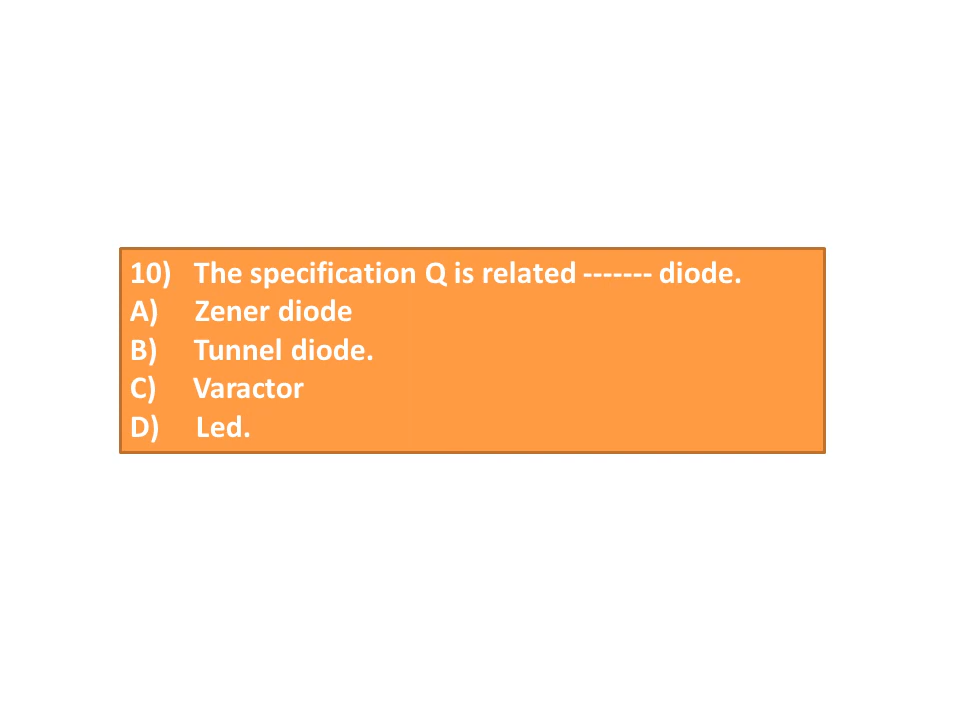 10) The specification Q is related ------- diode.
A) Zener diode
B) Tunnel diode.
C) Varactor
D) Led.